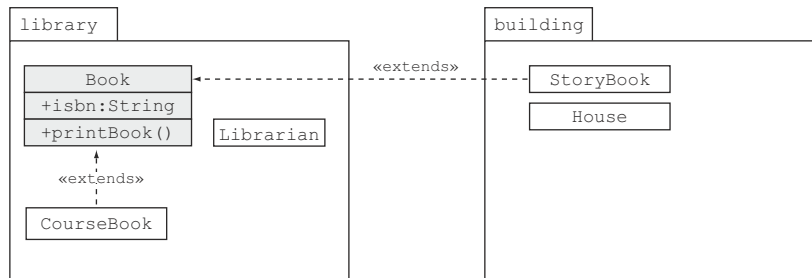 library
Book
+isbn:String
+printBook()
Librarian
«extends»
CourseBook
«extends»
building
StoryBook
House